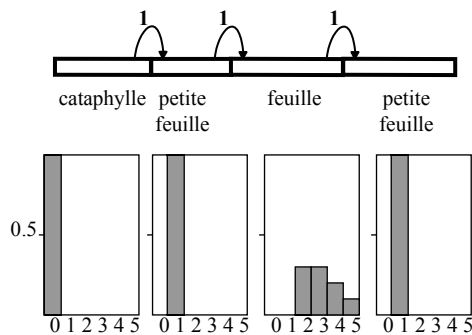 1 1 1
cataphylle petite feuille petite
feuille feuille
0.5
0 1 2 3 4 5 0 1 2 3 4 5 0 1 2 3 4 5 0 1 2 3 4 5